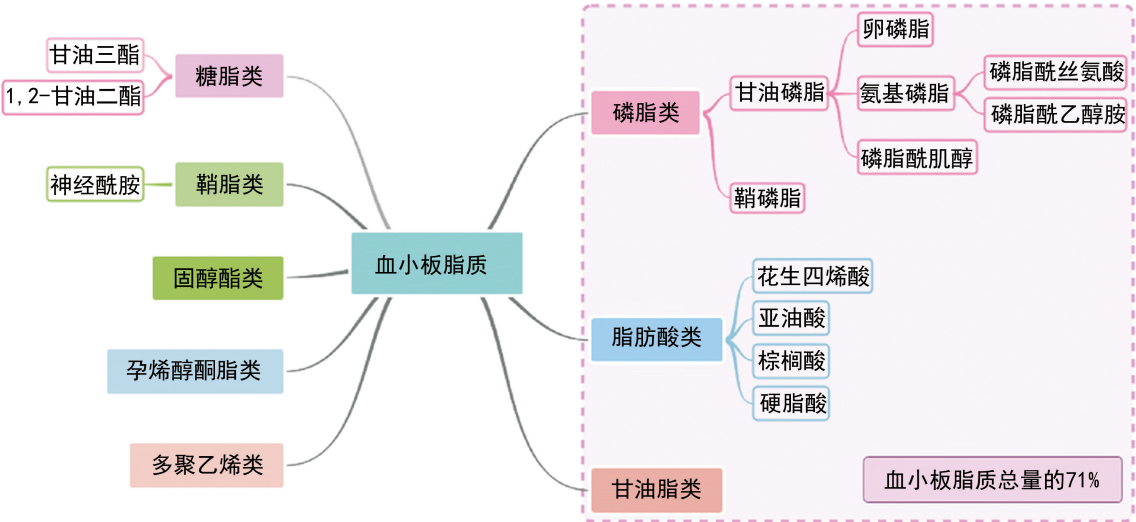 血小板脂质
糖脂类
甘油三酯
1,2-甘油二酯
鞘脂类
神经酰胺
固醇酯类
孕烯醇酮脂类
多聚乙烯类
磷脂类
甘油磷脂
卵磷脂
氨基磷脂
磷脂酰丝氨酸
磷脂酰乙醇胺
磷脂酰肌醇
鞘磷脂
脂肪酸类
花生四烯酸
亚油酸
棕榈酸
硬脂酸
甘油脂类
血小板脂质总量的71%